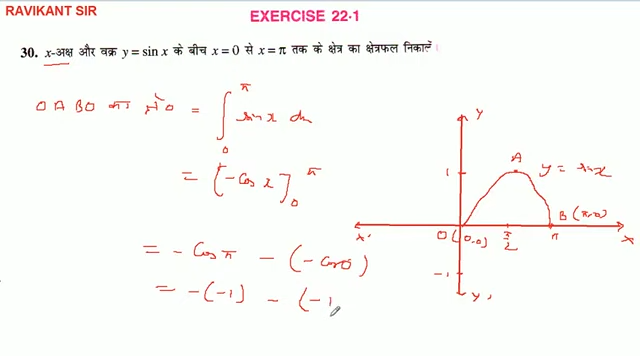 RAVIKANT SIR
EXERCISE 22·1
30. x-अक्ष और वक्र y = sin x के बीच x = 0 से x = π तक के क्षेत्र का क्षेत्रफल निकालें।
O A B O का क्षे० = ∫₀^π sin x dx
= [-cos x]₀^π
= - cos π - (- cos 0)
= - (-1) - (-1
Y
A
y = sin x
1
B (π, 0)
X' O (0,0) π/2 π X
-1
Y'